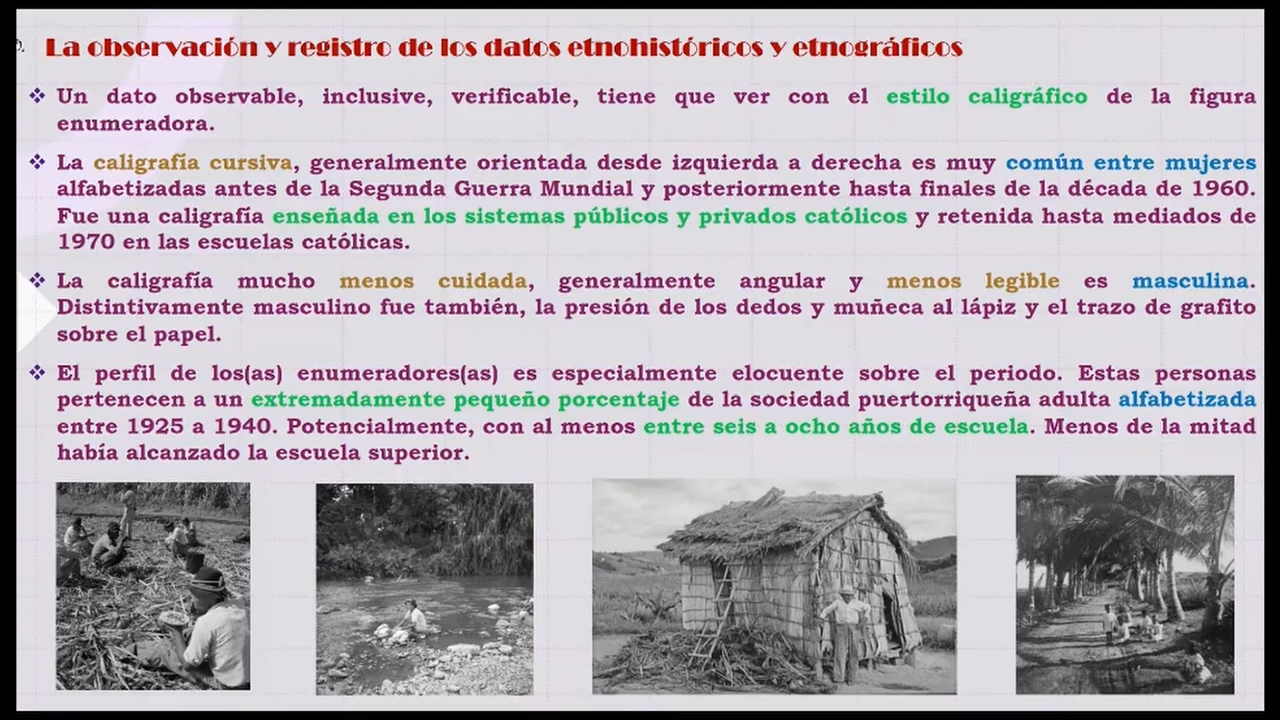 La observación y registro de los datos etnohistóricos y etnográficos
❖ Un dato observable, inclusive, verificable, tiene que ver con el estilo caligráfico de la figura
enumeradora.
❖ La caligrafía cursiva, generalmente orientada desde izquierda a derecha es muy común entre mujeres
alfabetizadas antes de la Segunda Guerra Mundial y posteriormente hasta finales de la década de 1960.
Fue una caligrafía enseñada en los sistemas públicos y privados católicos y retenida hasta mediados de
1970 en las escuelas católicas.
❖ La caligrafía mucho menos cuidada, generalmente angular y menos legible es masculina.
Distintivamente masculino fue también, la presión de los dedos y muñeca al lápiz y el trazo de grafito
sobre el papel.
❖ El perfil de los(as) enumeradores(as) es especialmente elocuente sobre el periodo. Estas personas
pertenecen a un extremadamente pequeño porcentaje de la sociedad puertorriqueña adulta alfabetizada
entre 1925 a 1940. Potencialmente, con al menos entre seis a ocho años de escuela. Menos de la mitad
había alcanzado la escuela superior.